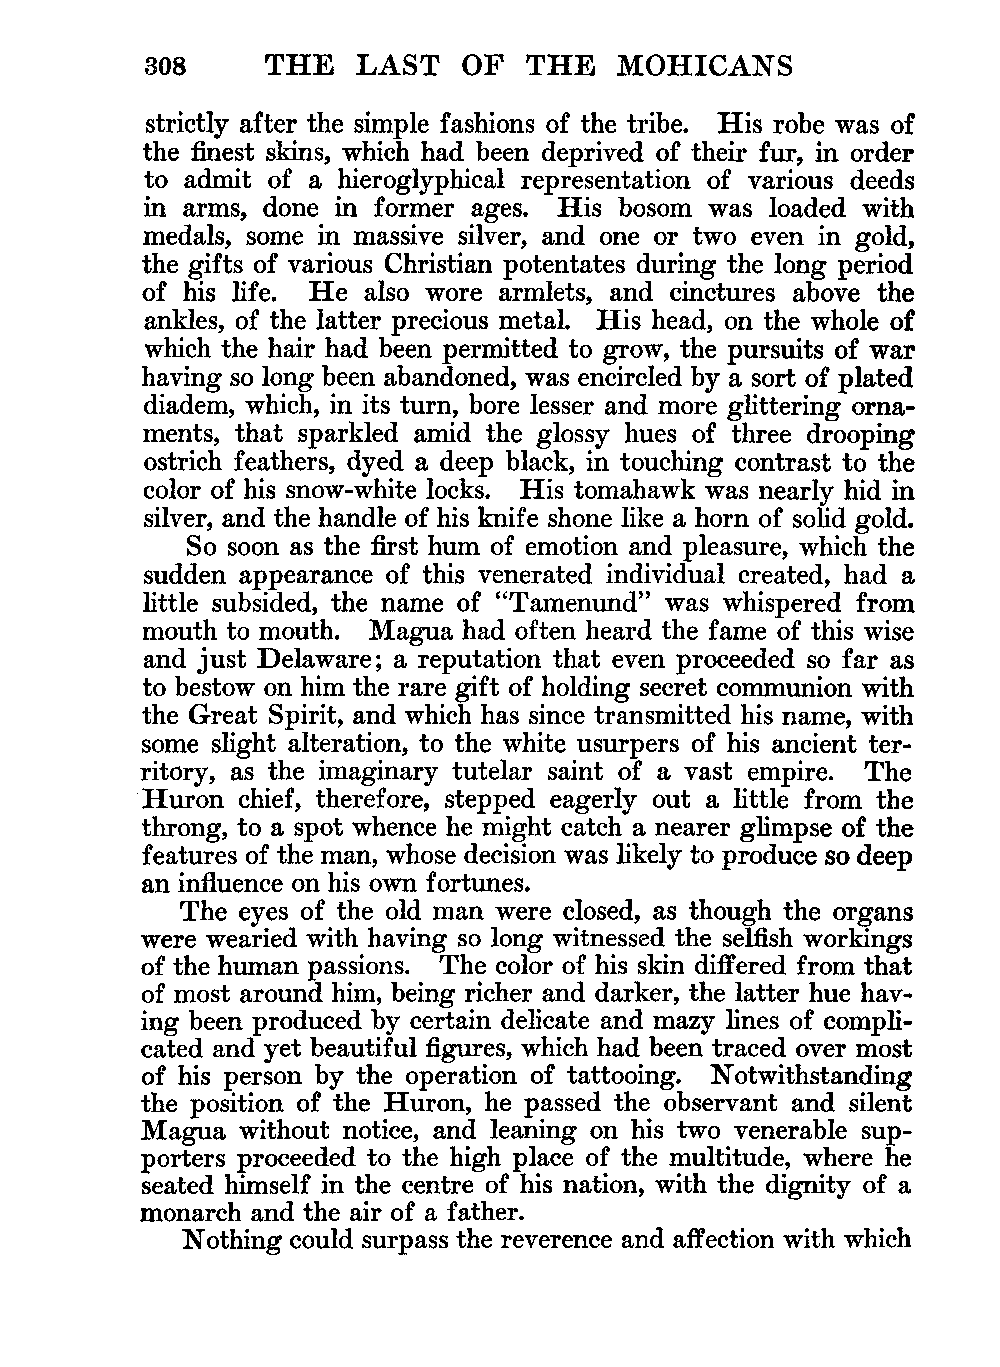 308 THE LAST OF THE MOHICANS
strictly after the simple fashions of the tribe. His robe was of
the finest skins, which had been deprived of their fur, in order
to admit of a hieroglyphical representation of various deeds
in arms, done in former ages. His bosom was loaded with
medals, some in massive silver, and one or two even in gold,
the gifts of various Christian potentates during the long period
of his life. He also wore armlets, and cinctures above the
ankles, of the latter precious metal. His head, on the whole of
which the hair had been permitted to grow, the pursuits of war
having so long been abandoned, was encircled by a sort of plated
diadem, which, in its turn, bore lesser and more glittering orna-
ments, that sparkled amid the glossy hues of three drooping
ostrich feathers, dyed a deep black, in touching contrast to the
color of his snow-white locks. His tomahawk was nearly hid in
silver, and the handle of his knife shone like a horn of solid gold.
So soon as the first hum of emotion and pleasure, which the
sudden appearance of this venerated individual created, had a
little subsided, the name of “Tamenund” was whispered from
mouth to mouth. Magua had often heard the fame of this wise
and just Delaware; a reputation that even proceeded so far as
to bestow on him the rare gift of holding secret communion with
the Great Spirit, and which has since transmitted his name, with
some slight alteration, to the white usurpers of his ancient ter-
ritory, as the imaginary tutelar saint of a vast empire. The
Huron chief, therefore, stepped eagerly out a little from the
throng, to a spot whence he might catch a nearer glimpse of the
features of the man, whose decision was likely to produce so deep
an influence on his own fortunes.
The eyes of the old man were closed, as though the organs
were wearied with having so long witnessed the selfish workings
of the human passions. The color of his skin differed from that
of most around him, being richer and darker, the latter hue hav-
ing been produced by certain delicate and mazy lines of compli-
cated and yet beautiful figures, which had been traced over most
of his person by the operation of tattooing. Notwithstanding
the position of the Huron, he passed the observant and silent
Magua without notice, and leaning on his two venerable sup-
porters proceeded to the high place of the multitude, where he
seated himself in the centre of his nation, with the dignity of a
monarch and the air of a father.
Nothing could surpass the reverence and affection with which